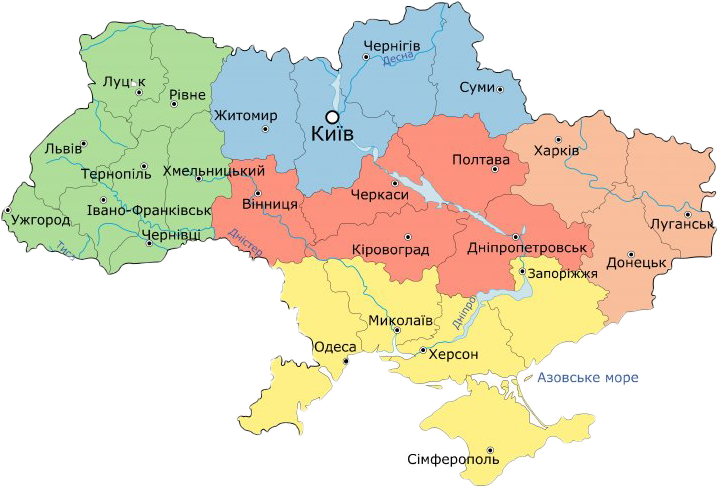 Чернігів
Десна
Луцьк
Рівне
Суми
Житомир
Київ
Львів
Харків
Полтава
Тернопіль
Хмельницький
Черкаси
Вінниця
Івано-Франківськ
Ужгород
Луганськ
Чернівці
Дністер
Кіровоград
Дніпропетровськ
Тиса
Донецьк
Запоріжжя
Дніпро
Миколаїв
Одеса
Херсон
Азовське море
Сімферополь